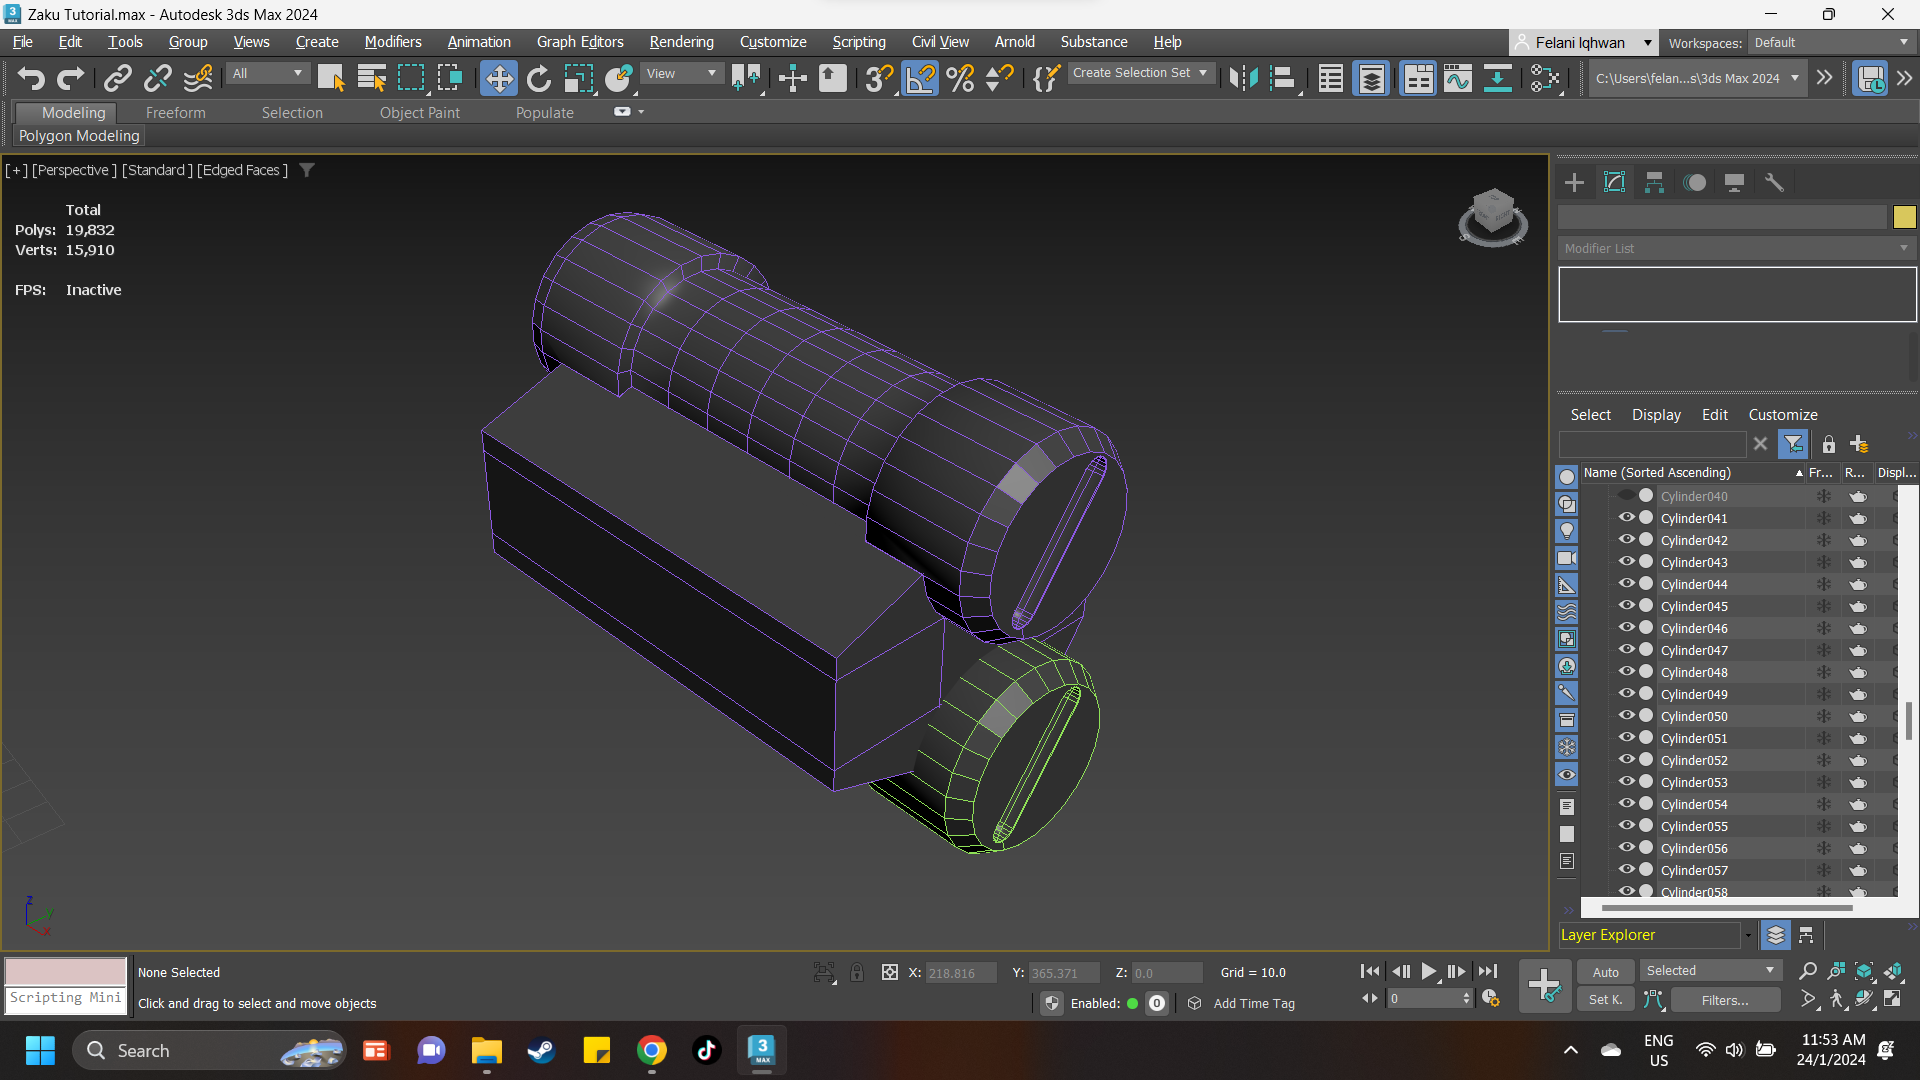 Zaku Tutorial.max - Autodesk 3ds Max 2024
File Edit Tools Group Views Create Modifiers Animation Graph Editors Rendering Customize Scripting Civil View Arnold Substance Help
Felani Iqhwan Workspaces: Default
All View Create Selection Set C:\Users\felan...s\3ds Max 2024
Modeling Freeform Selection Object Paint Populate
Polygon Modeling
[+] [Perspective ] [Standard ] [Edged Faces ]
Total
Polys: 19,832
Verts: 15,910
FPS: Inactive
Modifier List
Select Display Edit Customize
Name (Sorted Ascending) Fr... R... Displ...
Cylinder040
Cylinder041
Cylinder042
Cylinder043
Cylinder044
Cylinder045
Cylinder046
Cylinder047
Cylinder048
Cylinder049
Cylinder050
Cylinder051
Cylinder052
Cylinder053
Cylinder054
Cylinder055
Cylinder056
Cylinder057
Cylinder058
z
y
x
Layer Explorer
None Selected X: 218.816 Y: 365.371 Z: 0.0 Grid = 10.0 Auto Selected
Scripting Mini
Click and drag to select and move objects Enabled: 0 Add Time Tag 0 Set K. Filters...
Search
3
MAX
ENG
US
11:53 AM
24/1/2024